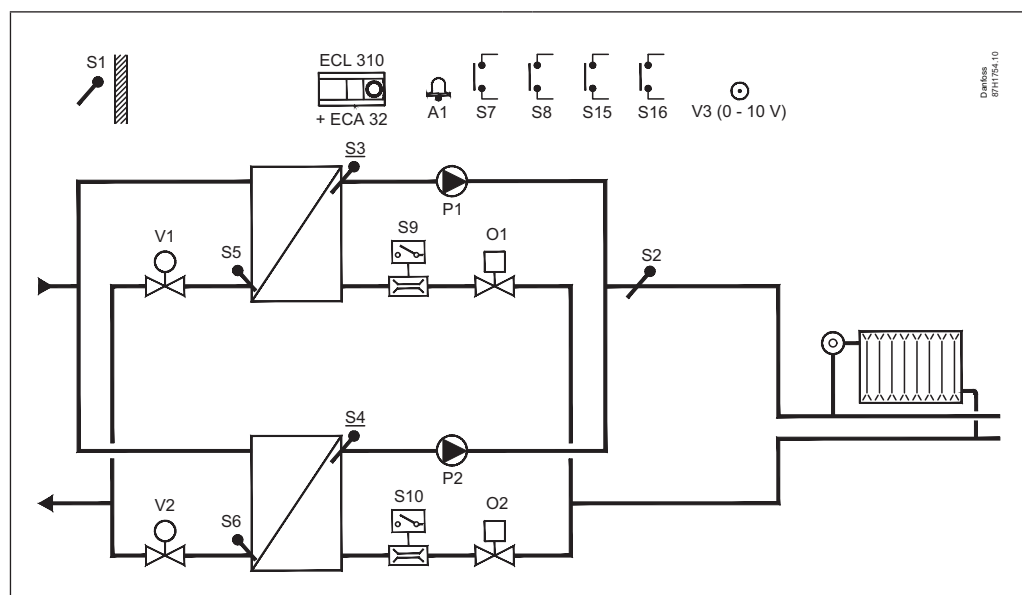 S1
ECL 310
+ ECA 32
A1
S7
S8
S15
S16
V3 (0 - 10 V)
Danfoss
87H1754.10
S3
P1
V1
S5
S9
O1
S2
S4
P2
V2
S6
S10
O2